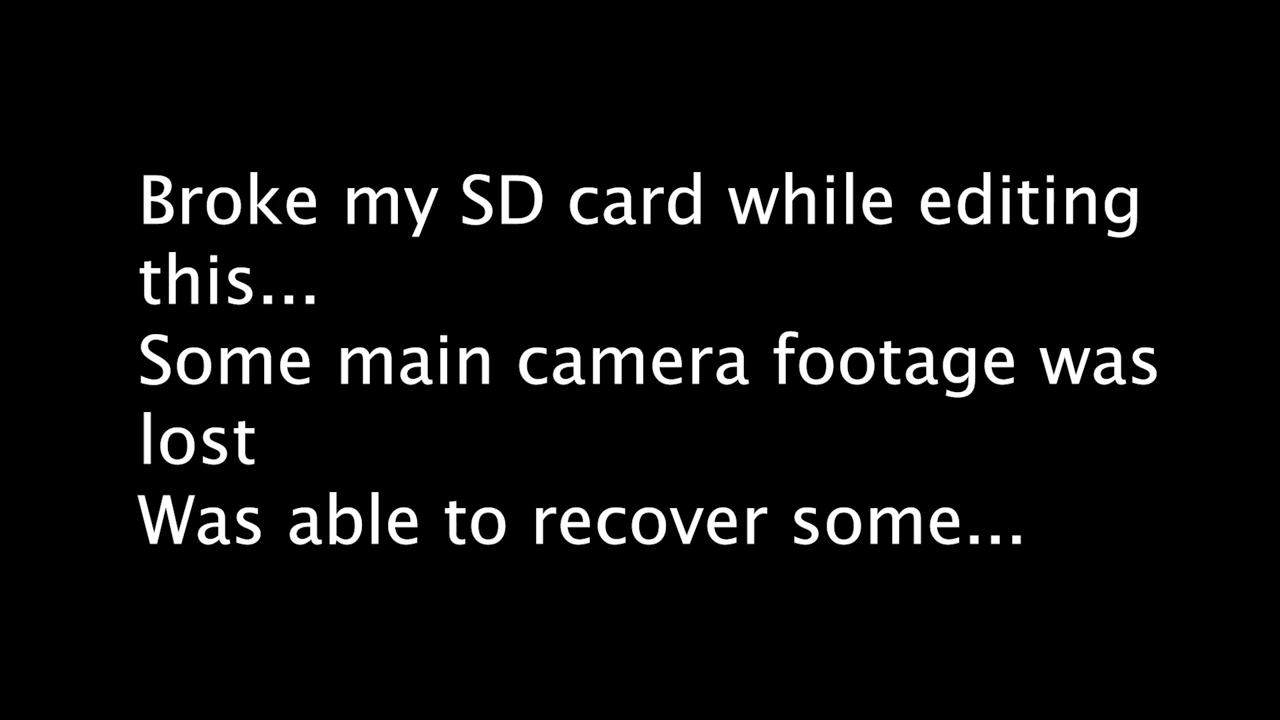 Broke my SD card while editing
this...
Some main camera footage was
lost
Was able to recover some...